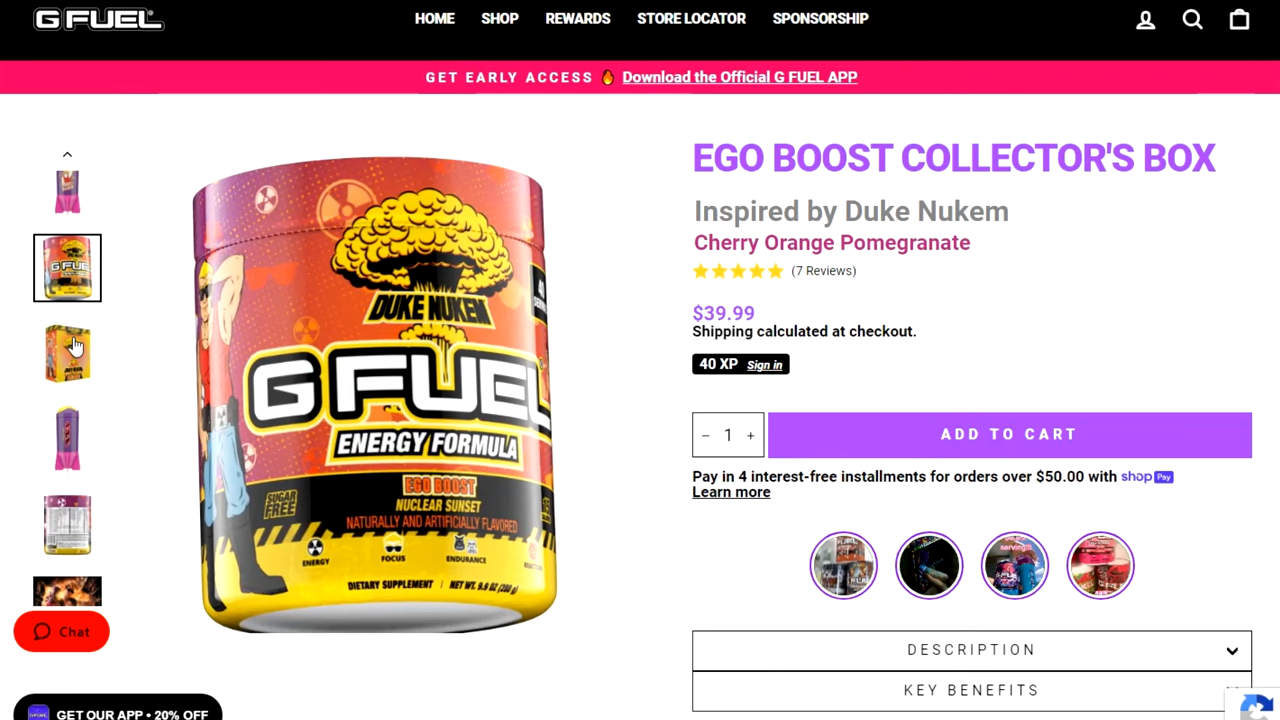 G FUEL
HOME
SHOP
REWARDS
STORE LOCATOR
SPONSORSHIP
GET EARLY ACCESS 🔥 Download the Official G FUEL APP
EGO BOOST COLLECTOR'S BOX
Inspired by Duke Nukem
Cherry Orange Pomegranate
(7 Reviews)
$39.99
Shipping calculated at checkout.
40 XP Sign in
− 1 +
ADD TO CART
Pay in 4 interest-free installments for orders over $50.00 with shop Pay
Learn more
DESCRIPTION
KEY BENEFITS
DUKE NUKEM
G FUEL
ENERGY FORMULA
SUGAR
FREE
EGO BOOST
NUCLEAR SUNSET
NATURALLY AND ARTIFICIALLY FLAVORED
ENERGY
FOCUS
ENDURANCE
DIETARY SUPPLEMENT
Chat
GET OUR APP • 20% OFF